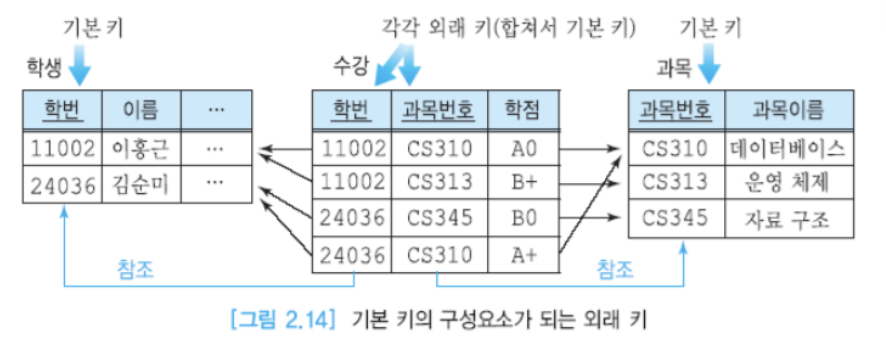 기본 키 각각 외래 키(합쳐서 기본 키) 기본 키
학생 수강 과목
학번 이름 ... 학번 과목번호 학점 과목번호 과목이름
11002 이홍근 ... 11002 CS310 A0 CS310 데이터베이스
24036 김순미 ... 11002 CS313 B+ CS313 운영 체제
24036 CS345 B0 CS345 자료 구조
24036 CS310 A+
참조 참조
[그림 2.14] 기본 키의 구성요소가 되는 외래 키